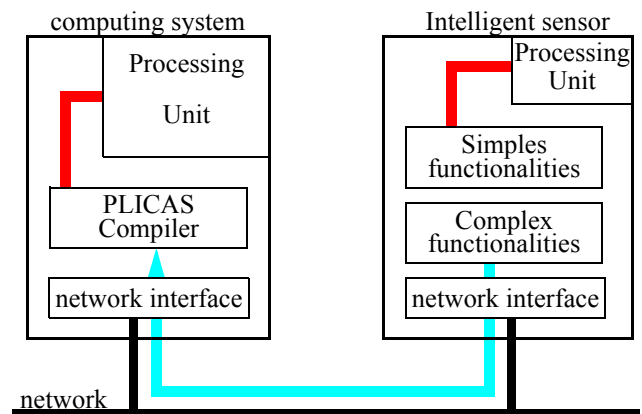 computing system
Processing
Unit
PLICAS
Compiler
network interface
Intelligent sensor
Processing
Unit
Simples
functionalities
Complex
functionalities
network interface
network